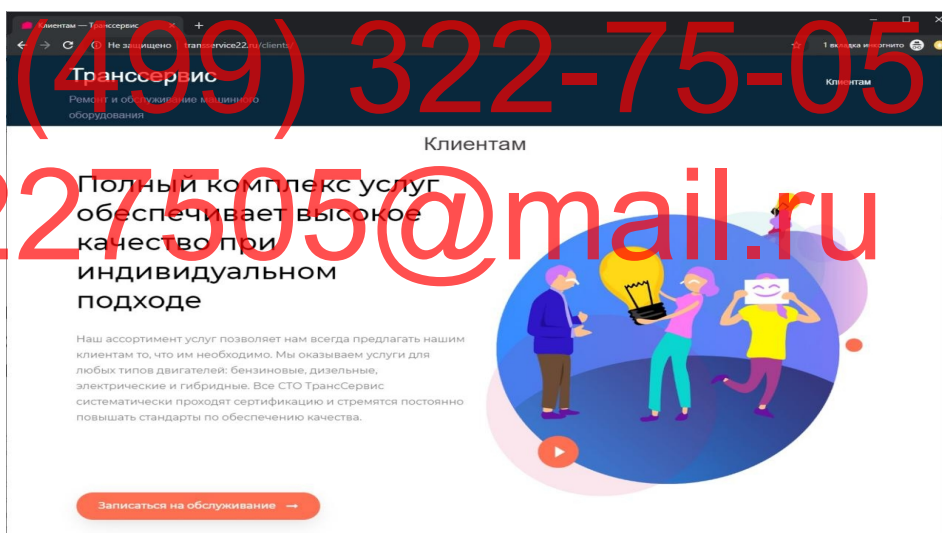 Клиентам — Транссервис
Не защищено transservice22.ru/clients/
1 вкладка инкогнито
(499) 322-75-05
Транссервис
Ремонт и обслуживание машинного
оборудования
Клиентам
Клиентам
227505@mail.ru
Полный комплекс услуг
обеспечивает высокое
качество при
индивидуальном
подходе
Наш ассортимент услуг позволяет нам всегда предлагать нашим
клиентам то, что им необходимо. Мы оказываем услуги для
любых типов двигателей: бензиновые, дизельные,
электрические и гибридные. Все СТО ТрансСервис
систематически проходят сертификацию и стремятся постоянно
повышать стандарты по обеспечению качества.
Записаться на обслуживание →